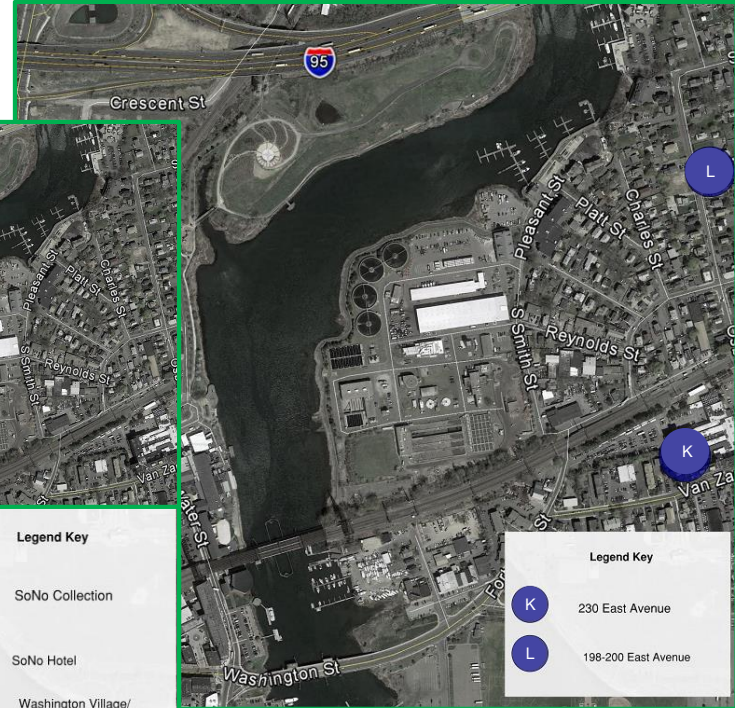 95
Crescent St
L
Pleasant St
Platt St
Charles St
S Smith St
Reynolds St
K
Van Za
water St
St
Washington St
Pleasant St
Platt St
Charles St
S Smith St
Reynolds St
Van Za
St
Legend Key
SoNo Collection
SoNo Hotel
Washington Village/
Legend Key
K 230 East Avenue
L 198-200 East Avenue